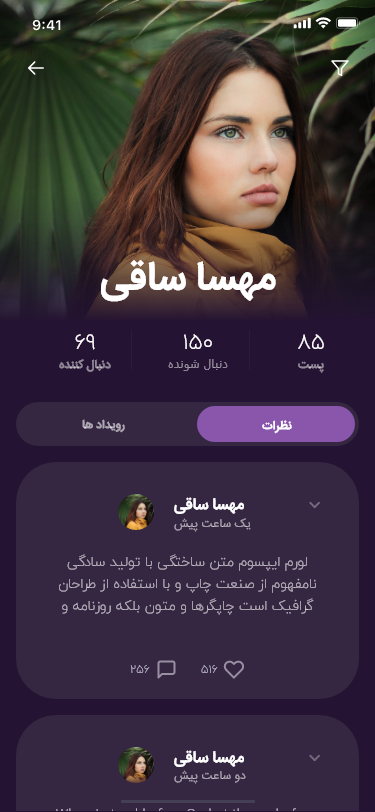 9:41
مهسا ساقی
۸۵
۱۵۰
۶۹
پست
دنبال شونده
دنبال کننده
نظرات
رویداد ها
مهسا ساقی
یک ساعت پیش
لورم ایپسوم متن ساختگی با تولید سادگی
نامفهوم از صنعت چاپ و با استفاده از طراحان
گرافیک است چاپگرها و متون بلکه روزنامه و
۵۱۶
۲۵۶
مهسا ساقی
دو ساعت پیش